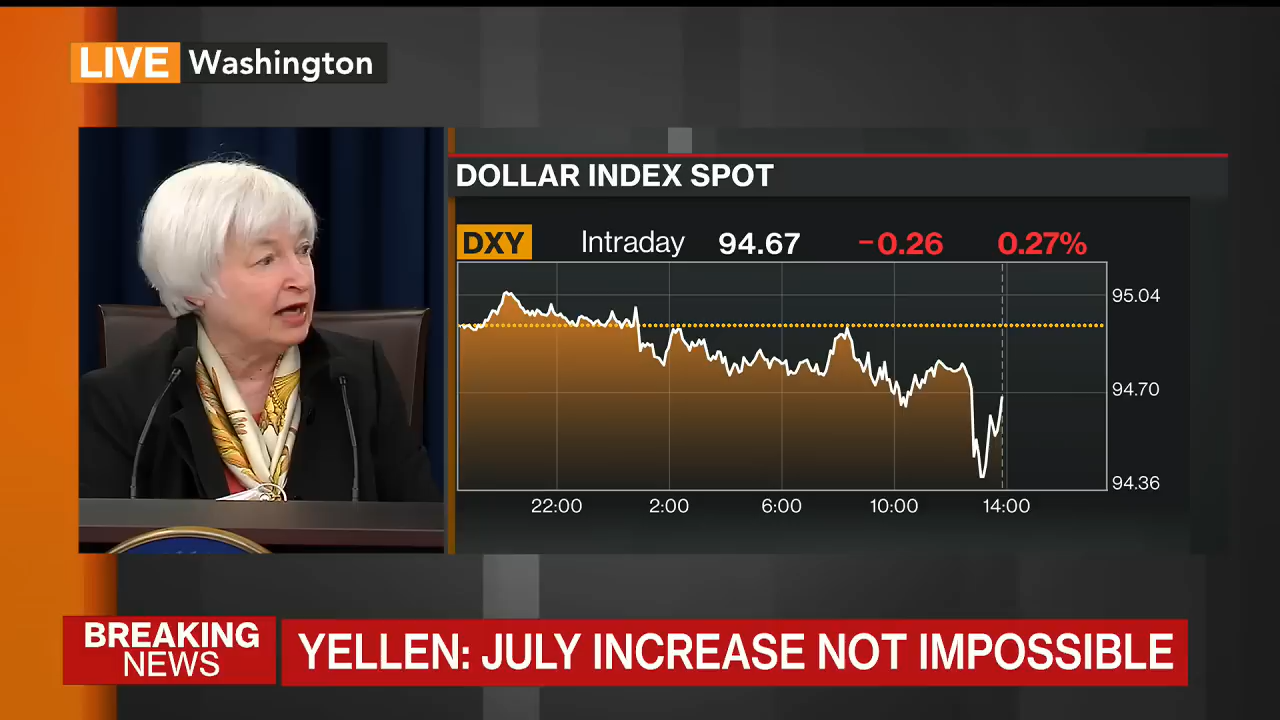 LIVE Washington
DOLLAR INDEX SPOT
DXY Intraday 94.67 -0.26 0.27%
95.04
94.70
94.36
22:00 2:00 6:00 10:00 14:00
BREAKING NEWS
YELLEN: JULY INCREASE NOT IMPOSSIBLE